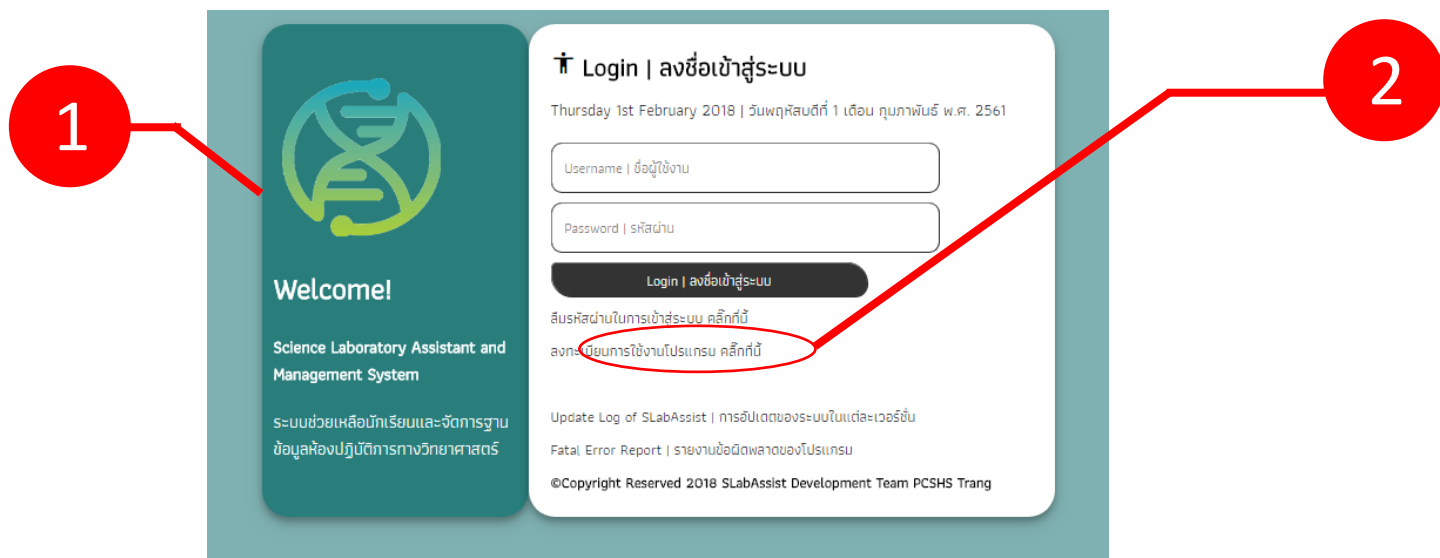 1
2
Welcome!
Science Laboratory Assistant and
Management System
ระบบช่วยเหลือนักเรียนและจัดการฐาน
ข้อมูลห้องปฏิบัติการทางวิทยาศาสตร์
Login | ลงชื่อเข้าสู่ระบบ
Thursday 1st February 2018 | วันพฤหัสบดีที่ 1 เดือน กุมภาพันธ์ พ.ศ. 2561
Username | ชื่อผู้ใช้งาน
Password | รหัสผ่าน
Login | ลงชื่อเข้าสู่ระบบ
ลืมรหัสผ่านในการเข้าสู่ระบบ คลิ๊กที่นี้
ลงทะเบียนการใช้งานโปรแกรม คลิ๊กที่นี้
Update Log of SLabAssist | การอัปเดตของระบบในแต่ละเวอร์ชั่น
Fatal Error Report | รายงานข้อผิดพลาดของโปรแกรม
©Copyright Reserved 2018 SLabAssist Development Team PCSHS Trang